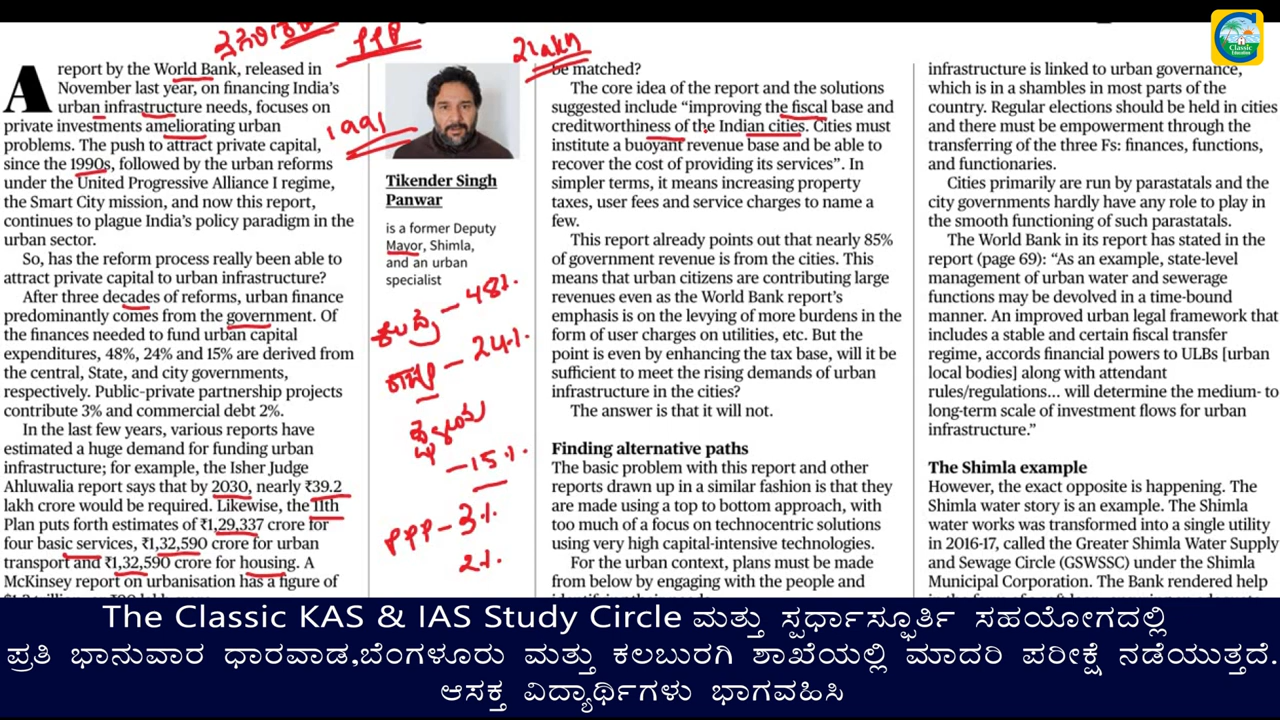 PPP
2 lakh
1991
A report by the World Bank, released in
November last year, on financing India's
urban infrastructure needs, focuses on
private investments ameliorating urban
problems. The push to attract private capital,
since the 1990s, followed by the urban reforms
under the United Progressive Alliance I regime,
the Smart City mission, and now this report,
continues to plague India's policy paradigm in the
urban sector.
So, has the reform process really been able to
attract private capital to urban infrastructure?
After three decades of reforms, urban finance
predominantly comes from the government. Of
the finances needed to fund urban capital
expenditures, 48%, 24% and 15% are derived from
the central, State, and city governments,
respectively. Public-private partnership projects
contribute 3% and commercial debt 2%.
In the last few years, various reports have
estimated a huge demand for funding urban
infrastructure; for example, the Isher Judge
Ahluwalia report says that by 2030, nearly ₹39.2
lakh crore would be required. Likewise, the 11th
Plan puts forth estimates of ₹1,29,337 crore for
four basic services, ₹1,32,590 crore for urban
transport and ₹1,32,590 crore for housing. A
McKinsey report on urbanisation has a figure of
Tikender Singh
Panwar
is a former Deputy
Mayor, Shimla,
and an urban
specialist
– 48%.
– 24%.
– 15%.
PPP – 3%
2%
be matched?
The core idea of the report and the solutions
suggested include "improving the fiscal base and
creditworthiness of the Indian cities. Cities must
institute a buoyant revenue base and be able to
recover the cost of providing its services". In
simpler terms, it means increasing property
taxes, user fees and service charges to name a
few.
This report already points out that nearly 85%
of government revenue is from the cities. This
means that urban citizens are contributing large
revenues even as the World Bank report's
emphasis is on the levying of more burdens in the
form of user charges on utilities, etc. But the
point is even by enhancing the tax base, will it be
sufficient to meet the rising demands of urban
infrastructure in the cities?
The answer is that it will not.
Finding alternative paths
The basic problem with this report and other
reports drawn up in a similar fashion is that they
are made using a top to bottom approach, with
too much of a focus on technocentric solutions
using very high capital-intensive technologies.
For the urban context, plans must be made
from below by engaging with the people and
infrastructure is linked to urban governance,
which is in a shambles in most parts of the
country. Regular elections should be held in cities
and there must be empowerment through the
transferring of the three Fs: finances, functions,
and functionaries.
Cities primarily are run by parastatals and the
city governments hardly have any role to play in
the smooth functioning of such parastatals.
The World Bank in its report has stated in the
report (page 69): "As an example, state-level
management of urban water and sewerage
functions may be devolved in a time-bound
manner. An improved urban legal framework that
includes a stable and certain fiscal transfer
regime, accords financial powers to ULBs [urban
local bodies] along with attendant
rules/regulations... will determine the medium- to
long-term scale of investment flows for urban
infrastructure."
The Shimla example
However, the exact opposite is happening. The
Shimla water story is an example. The Shimla
water works was transformed into a single utility
in 2016-17, called the Greater Shimla Water Supply
and Sewage Circle (GSWSSC) under the Shimla
Municipal Corporation. The Bank rendered help
Classic
Education
The Classic KAS & IAS Study Circle ಮತ್ತು ಸ್ಪರ್ಧಾಸ್ಫೂರ್ತಿ ಸಹಯೋಗದಲ್ಲಿ
ಪ್ರತಿ ಭಾನುವಾರ ಧಾರವಾಡ,ಬೆಂಗಳೂರು ಮತ್ತು ಕಲಬುರಗಿ ಶಾಖೆಯಲ್ಲಿ ಮಾದರಿ ಪರೀಕ್ಷೆ ನಡೆಯುತ್ತದೆ.
ಆಸಕ್ತ ವಿದ್ಯಾರ್ಥಿಗಳು ಭಾಗವಹಿಸಿ